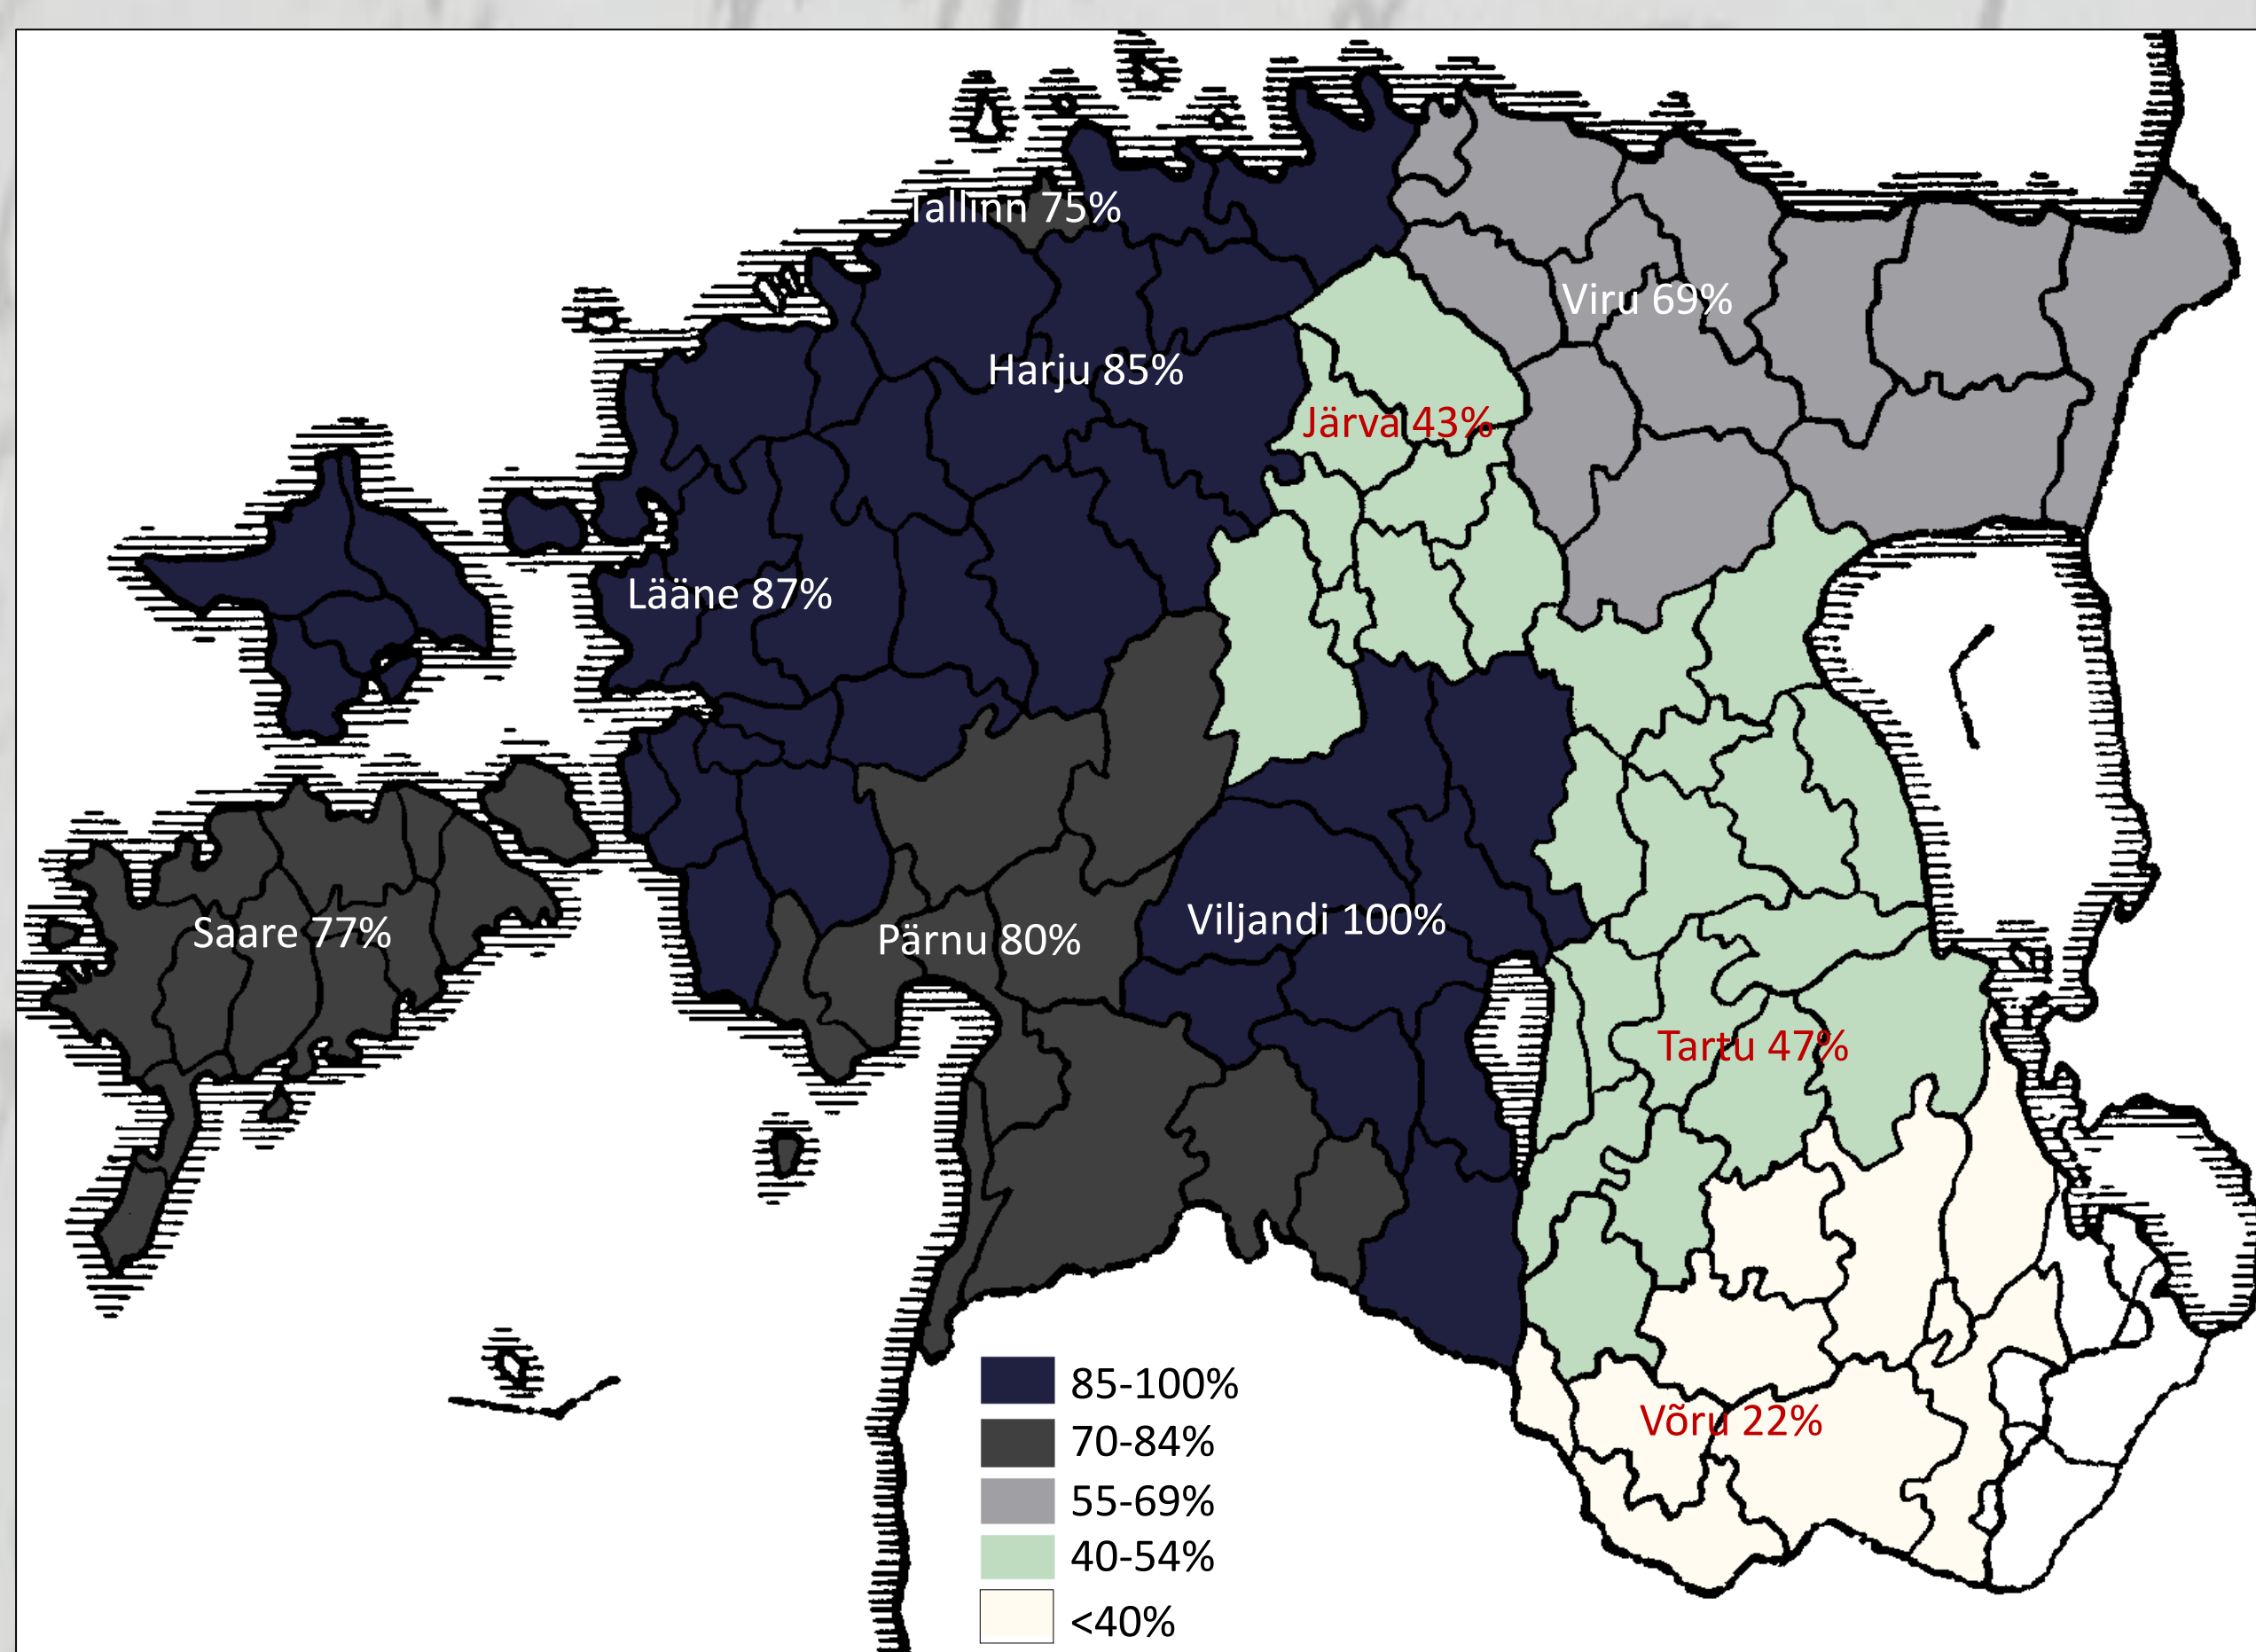 Tallinn 75%
Viru 69%
Harju 85%
Järva 43%
Lääne 87%
Saare 77%
Pärnu 80%
Viljandi 100%
Tartu 47%
Võru 22%
85-100%
70-84%
55-69%
40-54%
<40%